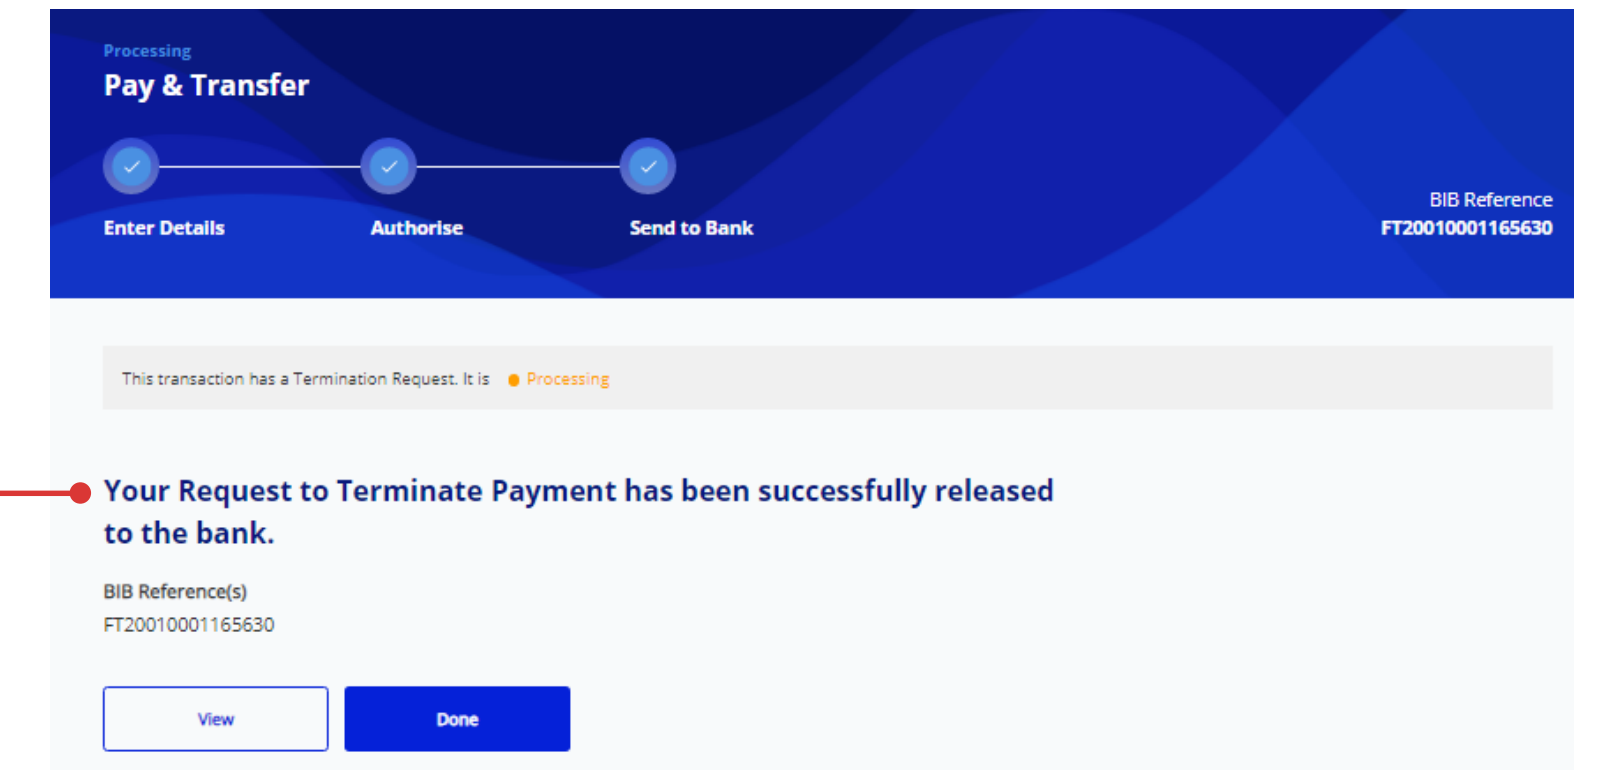 Processing
Pay & Transfer
Enter Details
Authorise
Send to Bank
BIB Reference
FT20010001165630
This transaction has a Termination Request. It is Processing
Your Request to Terminate Payment has been successfully released
to the bank.
BIB Reference(s)
FT20010001165630
View
Done